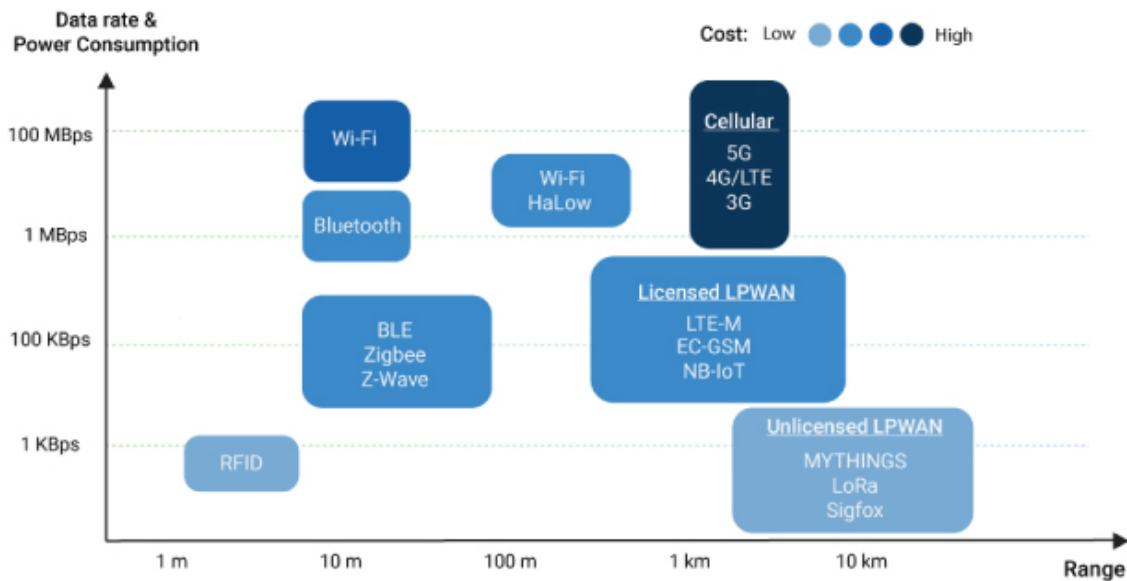 Data rate &
Power Consumption
Cost: Low High
100 MBps
1 MBps
100 KBps
1 KBps
Wi-Fi
Bluetooth
BLE
Zigbee
Z-Wave
RFID
Wi-Fi
HaLow
Cellular
5G
4G/LTE
3G
Licensed LPWAN
LTE-M
EC-GSM
NB-IoT
Unlicensed LPWAN
MYTHINGS
LoRa
Sigfox
1 m
10 m
100 m
1 km
10 km
Range